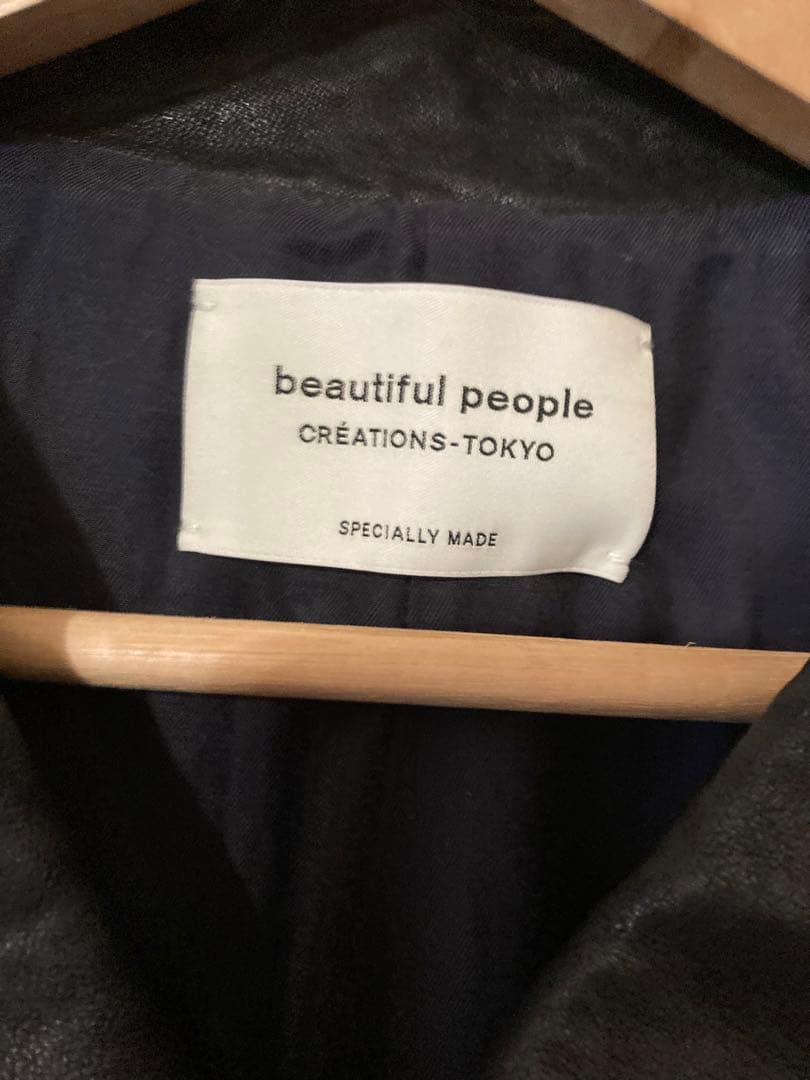 beautiful people
CRÉATIONS-TOKYO
SPECIALLY MADE